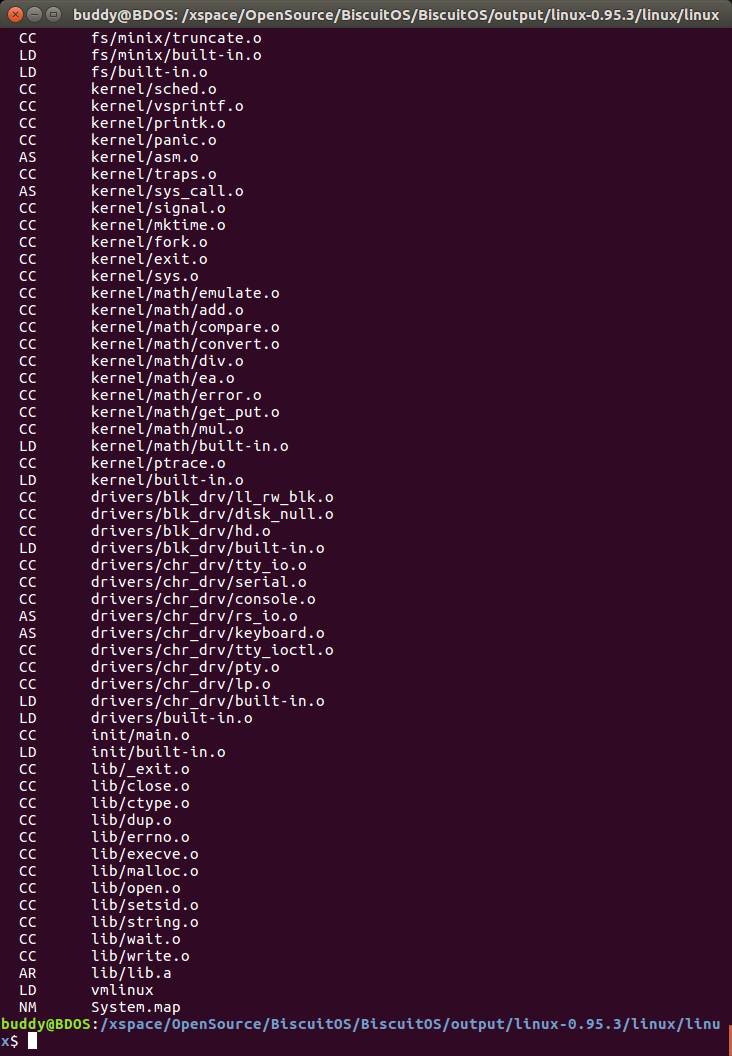 buddy@BDOS: /xspace/OpenSource/BiscuitOS/BiscuitOS/output/linux-0.95.3/linux/linux
CC fs/minix/truncate.o
LD fs/minix/built-in.o
LD fs/built-in.o
CC kernel/sched.o
CC kernel/vsprintf.o
CC kernel/printk.o
CC kernel/panic.o
AS kernel/asm.o
CC kernel/traps.o
AS kernel/sys_call.o
CC kernel/signal.o
CC kernel/mktime.o
CC kernel/fork.o
CC kernel/exit.o
CC kernel/sys.o
CC kernel/math/emulate.o
CC kernel/math/add.o
CC kernel/math/compare.o
CC kernel/math/convert.o
CC kernel/math/div.o
CC kernel/math/ea.o
CC kernel/math/error.o
CC kernel/math/get_put.o
CC kernel/math/mul.o
LD kernel/math/built-in.o
CC kernel/ptrace.o
LD kernel/built-in.o
CC drivers/blk_drv/ll_rw_blk.o
CC drivers/blk_drv/disk_null.o
CC drivers/blk_drv/hd.o
LD drivers/blk_drv/built-in.o
CC drivers/chr_drv/tty_io.o
CC drivers/chr_drv/serial.o
CC drivers/chr_drv/console.o
AS drivers/chr_drv/rs_io.o
AS drivers/chr_drv/keyboard.o
CC drivers/chr_drv/tty_ioctl.o
CC drivers/chr_drv/pty.o
CC drivers/chr_drv/lp.o
LD drivers/chr_drv/built-in.o
LD drivers/built-in.o
CC init/main.o
LD init/built-in.o
CC lib/_exit.o
CC lib/close.o
CC lib/ctype.o
CC lib/dup.o
CC lib/errno.o
CC lib/execve.o
CC lib/malloc.o
CC lib/open.o
CC lib/setsid.o
CC lib/string.o
CC lib/wait.o
CC lib/write.o
AR lib/lib.a
LD vmlinux
NM System.map
buddy@BDOS:/xspace/OpenSource/BiscuitOS/BiscuitOS/output/linux-0.95.3/linux/linu
x$